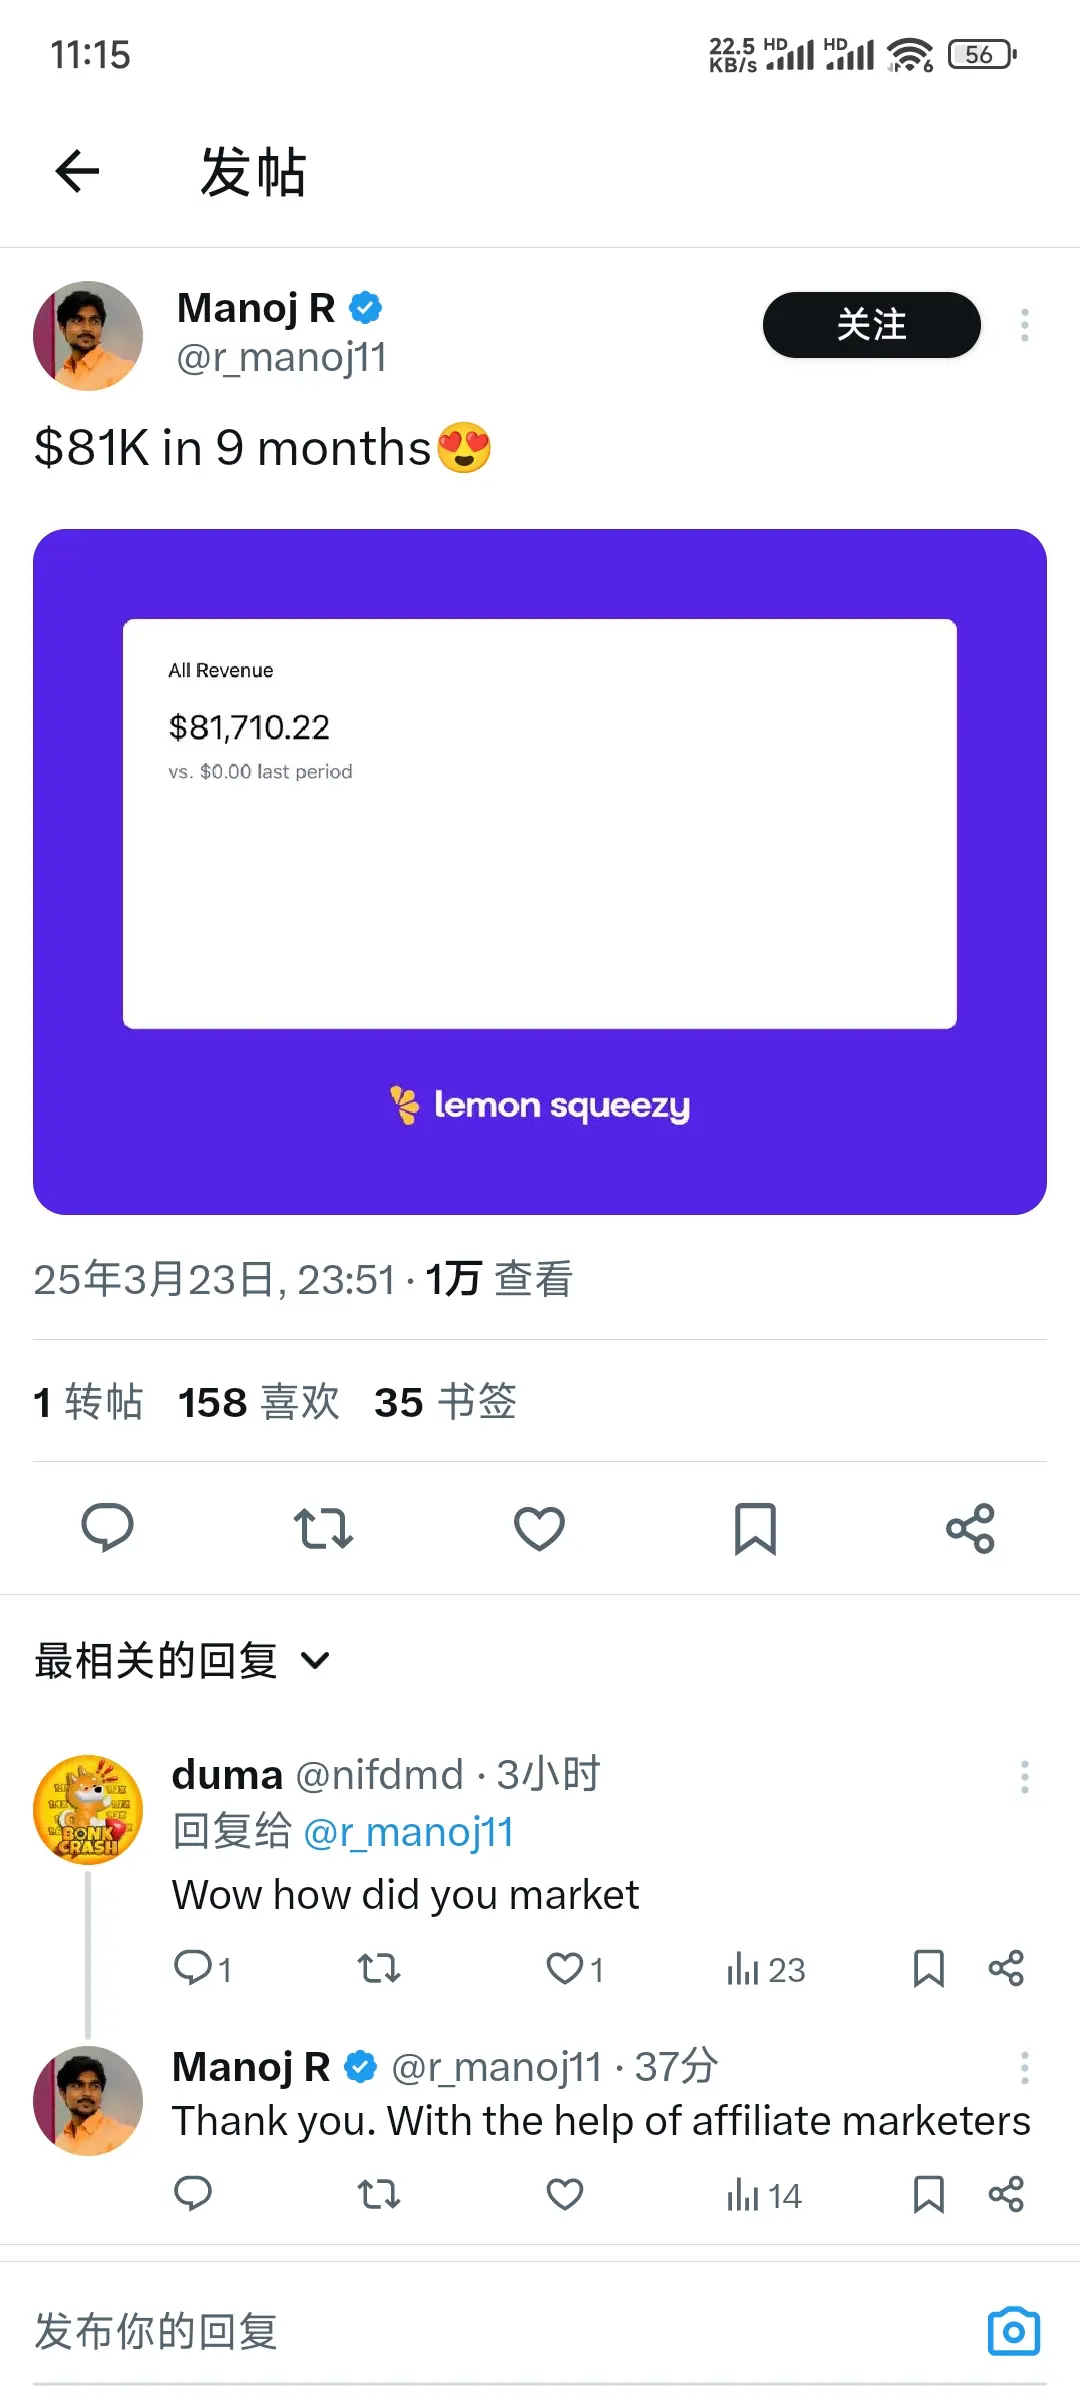 11:15
22.5 KB/s HD HD 6 56
发帖
Manoj R
关注
@r_manoj11
$81K in 9 months😍
All Revenue
$81,710.22
vs. $0.00 last period
lemon squeezy
25年3月23日, 23:51 · 1万 查看
1 转帖 158 喜欢 35 书签
最相关的回复
duma @nifdmd · 3小时
回复给 @r_manoj11
BONK
CRASH
Wow how did you market
1 1 23
Manoj R @r_manoj11 · 37分
Thank you. With the help of affiliate marketers
14
发布你的回复